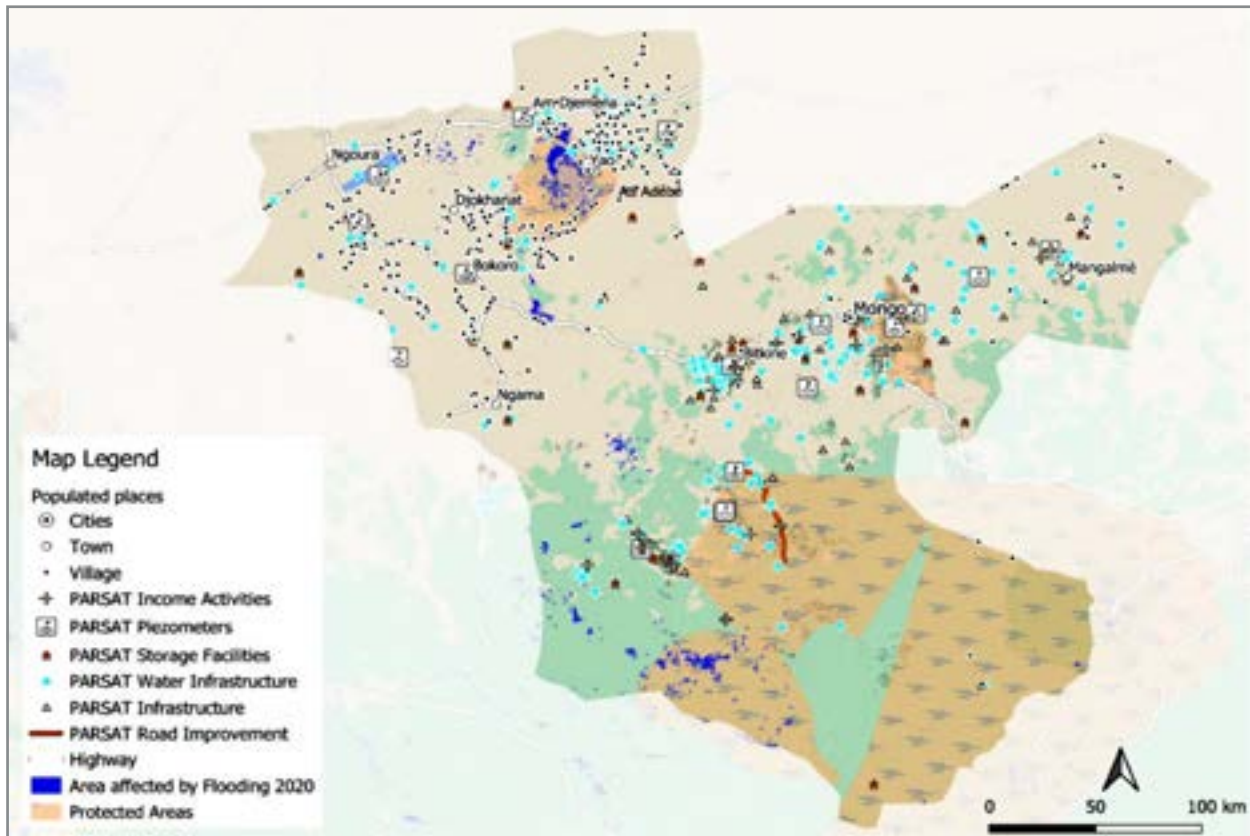 Am-Djemena
Ngoura
Yao
Djokhanat
Atif Adébé
Bokoro
Mangalmé
Mongo
Bitkine
Ngama
Map Legend
Populated places
Cities
Town
Village
PARSAT Income Activities
PARSAT Piezometers
PARSAT Storage Facilities
PARSAT Water Infrastructure
PARSAT Infrastructure
PARSAT Road Improvement
Highway
Area affected by Flooding 2020
Protected Areas
0 50 100 km